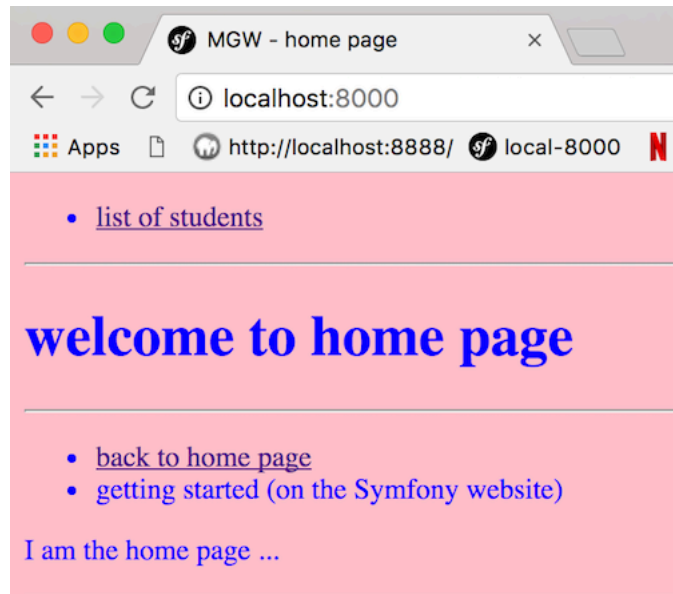 MGW - home page
localhost:8000
Apps http://localhost:8888/ local-8000
list of students
welcome to home page
back to home page
getting started (on the Symfony website)
I am the home page ...